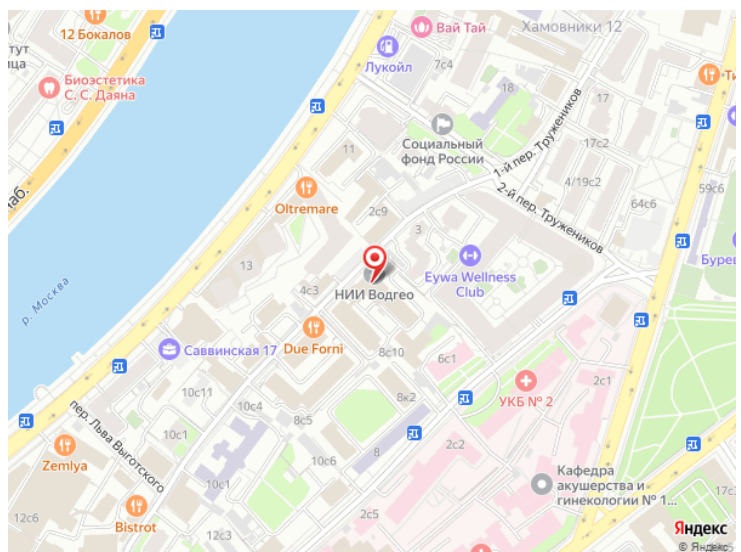 12 Бокалов
Вай Тай
Хамовники 12
Лукойл
7с4
Биоэстетика
С. С. Даяна
18
17
Социальный
фонд России
1-й пер. Тружеников
17с2
11
4/19с2
59с6
наб.
Oltremare
2с9
2-й пер. Тружеников
64с6
3
Eywa Wellness
Club
13
р. Москва
4с3
НИИ Водгео
Due Forni
Саввинская 17
8с10
6с1
10с11
8к2
УКБ № 2
2с1
пер. Льва Выготского
10с4
8с5
Zemlya
10с6
8
2с2
10с1
Кафедра
акушерства и
гинекологии № 1...
17с3
Bistrot
12с6
8с2
2с5
Яндекс
© Яндекс